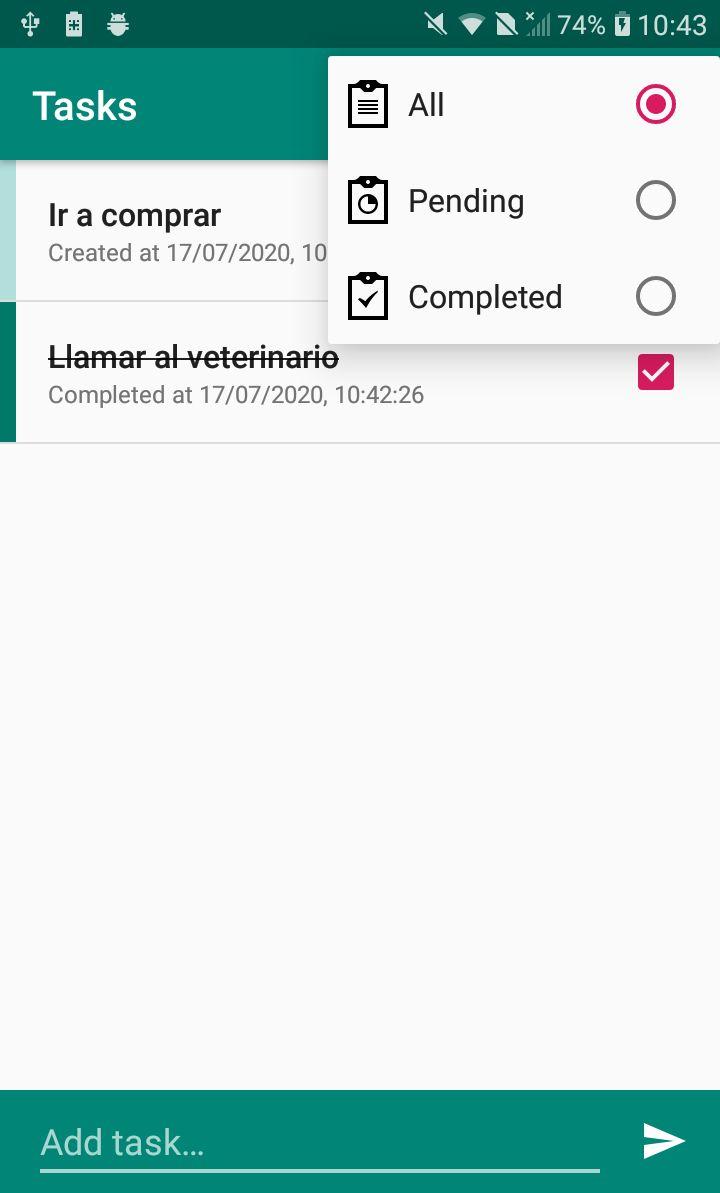 74% 10:43
Tasks
All
Pending
Completed
Ir a comprar
Created at 17/07/2020, 10
Llamar al veterinario
Completed at 17/07/2020, 10:42:26
Add task...